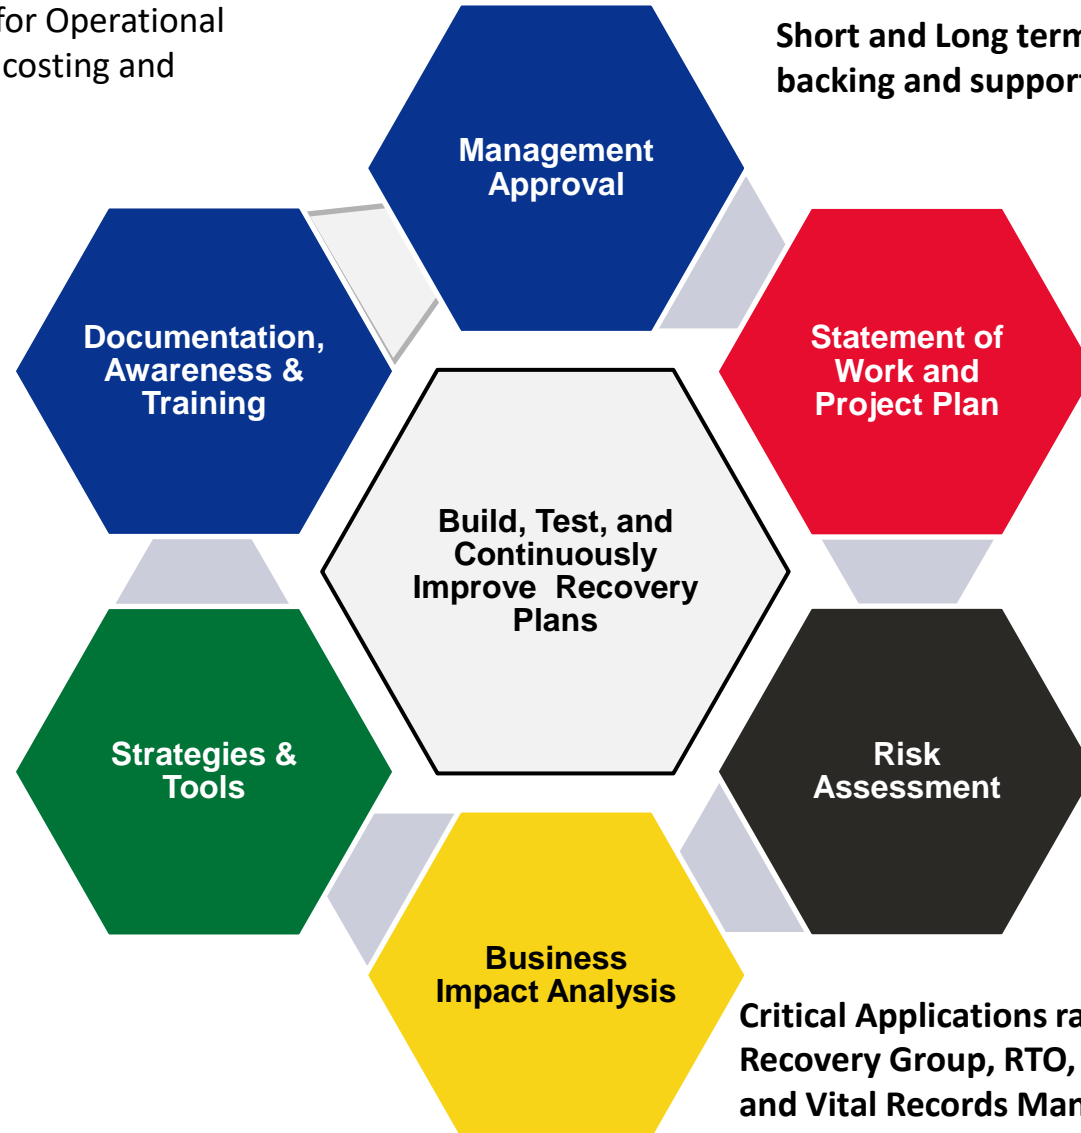 for Operational
costing and
Short and Long term
backing and support
Management
Approval
Documentation,
Awareness &
Training
Statement of
Work and
Project Plan
Build, Test, and
Continuously
Improve Recovery
Plans
Strategies &
Tools
Risk
Assessment
Business
Impact Analysis
Critical Applications
Recovery Group, RTO,
and Vital Records